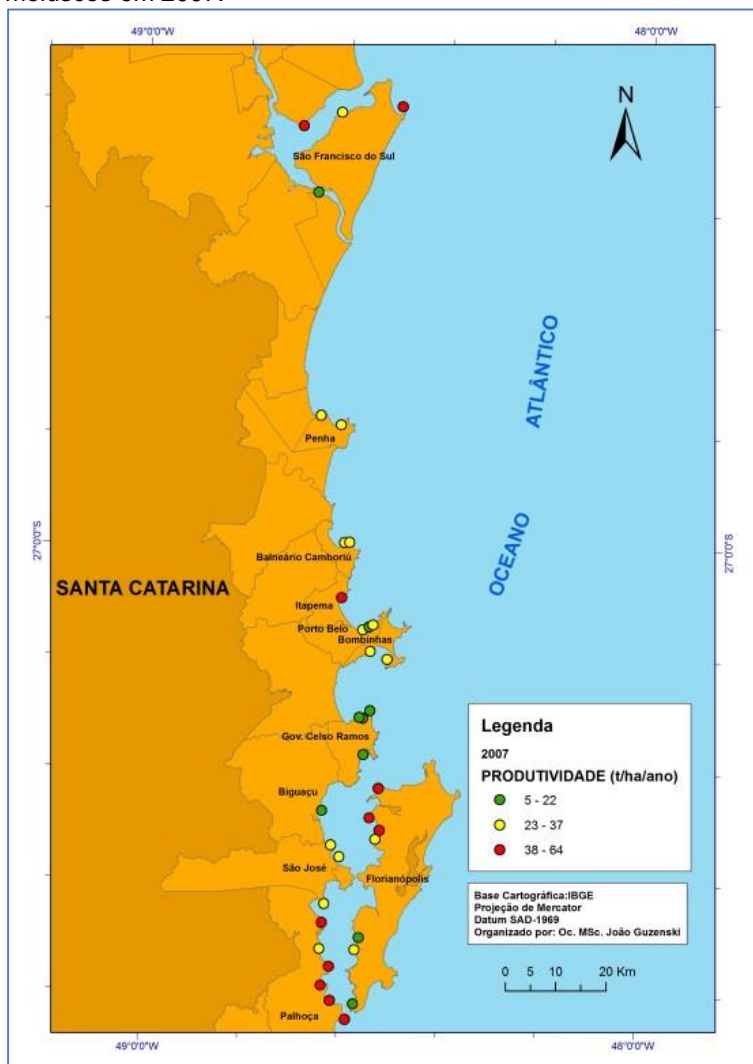 moluscos em 2007.
49°0'0"W
48°0'0"W
N
São Francisco do Sul
ATLÂNTICO
OCEANO
Penha
27°0'0"S
27°0'0"S
Balneário Camboriú
SANTA CATARINA
Itapema
Porto Belo
Bombinhas
Gov. Celso Ramos
Biguaçu
São José
Florianópolis
Palhoça
Legenda
2007
PRODUTIVIDADE (t/ha/ano)
5 - 22
23 - 37
38 - 64
Base Cartográfica:IBGE
Projeção de Mercator
Datum SAD-1969
Organizado por: Oc. MSc. João Guzenski
0 5 10 20 Km
49°0'0"W
48°0'0"W